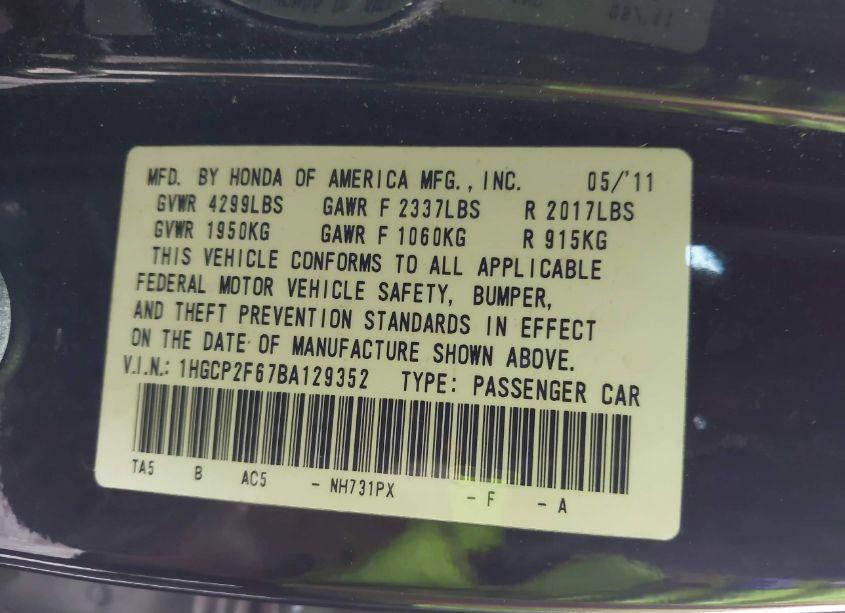 MFD. BY HONDA OF AMERICA MFG., INC. 05/'11
GVWR 4299LBS GAWR F 2337LBS R 2017LBS
GVWR 1950KG GAWR F 1060KG R 915KG
THIS VEHICLE CONFORMS TO ALL APPLICABLE
FEDERAL MOTOR VEHICLE SAFETY, BUMPER,
AND THEFT PREVENTION STANDARDS IN EFFECT
ON THE DATE OF MANUFACTURE SHOWN ABOVE.
V.I.N.: 1HGCP2F67BA129352 TYPE: PASSENGER CAR
TA5 B AC5 - NH731PX - F - A